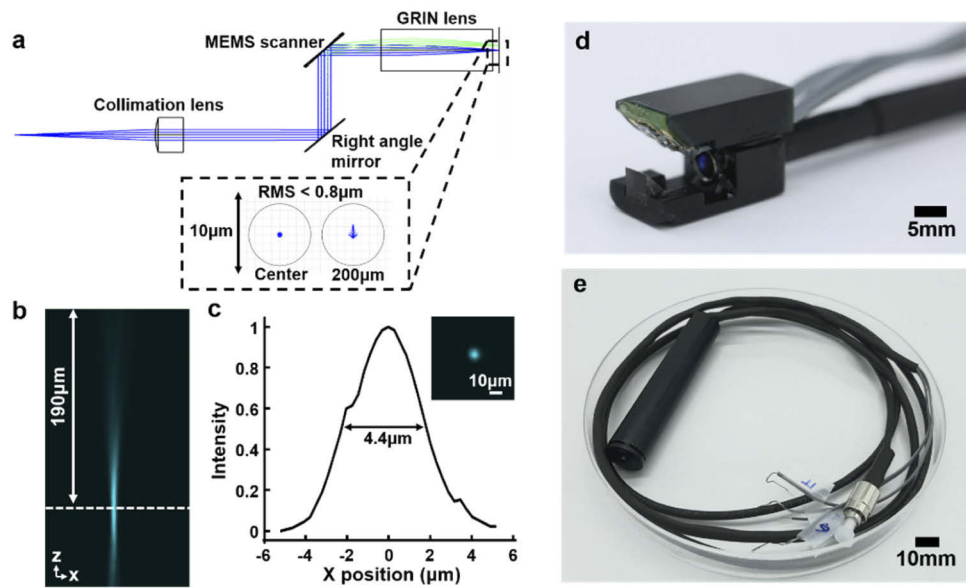 a
GRIN lens
MEMS scanner
Collimation lens
Right angle
mirror
RMS < 0.8µm
10µm
Center
200µm
b
190µm
z
x
c
1
0.8
0.6
0.4
0.2
0
Intensity
4.4µm
10µm
-6
-4
-2
0
2
4
6
X position (µm)
d
5mm
e
10mm